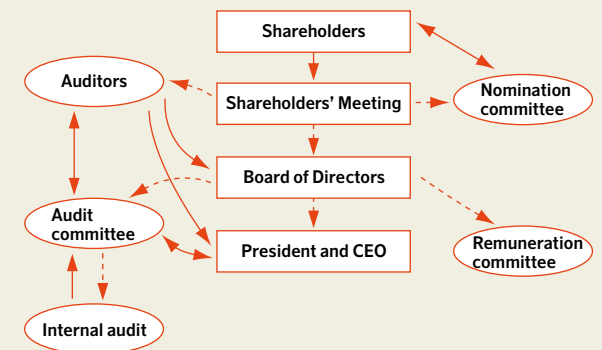 Shareholders
Auditors
Shareholders’ Meeting
Nomination
committee
Board of Directors
Audit
committee
President and CEO
Remuneration
committee
Internal audit